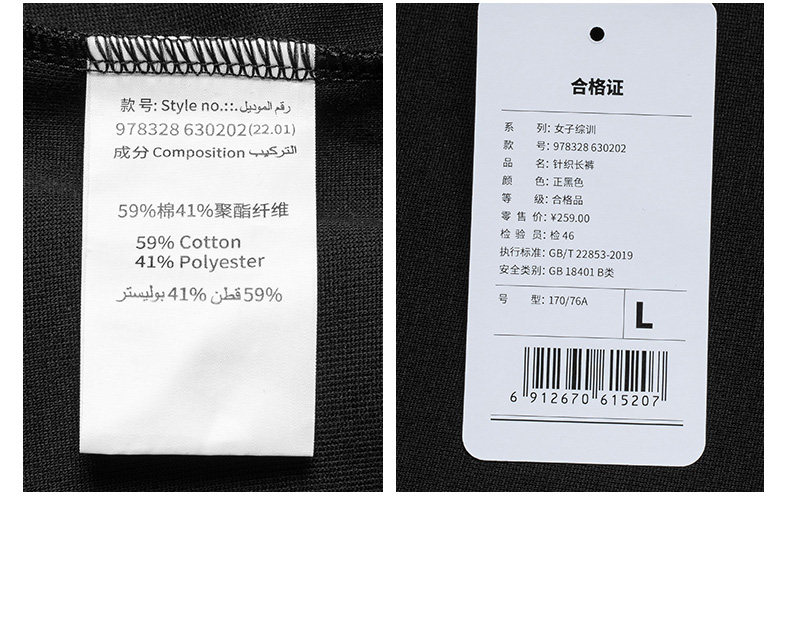 款号: Style no.::. رقم الموديل
978328 630202(22.01)
成分 Composition التركيب
59%棉41%聚酯纤维
59% Cotton
41% Polyester
59% قطن 41% بوليستر
合格证
系 列: 女子综训
款 号: 978328 630202
品 名: 针织长裤
颜 色: 正黑色
等 级: 合格品
零 售 价: ¥259.00
检 验 员: 检 46
执行标准: GB/T 22853-2019
安全类别: GB 18401 B类
号 型: 170/76A
L
6 912670 615207